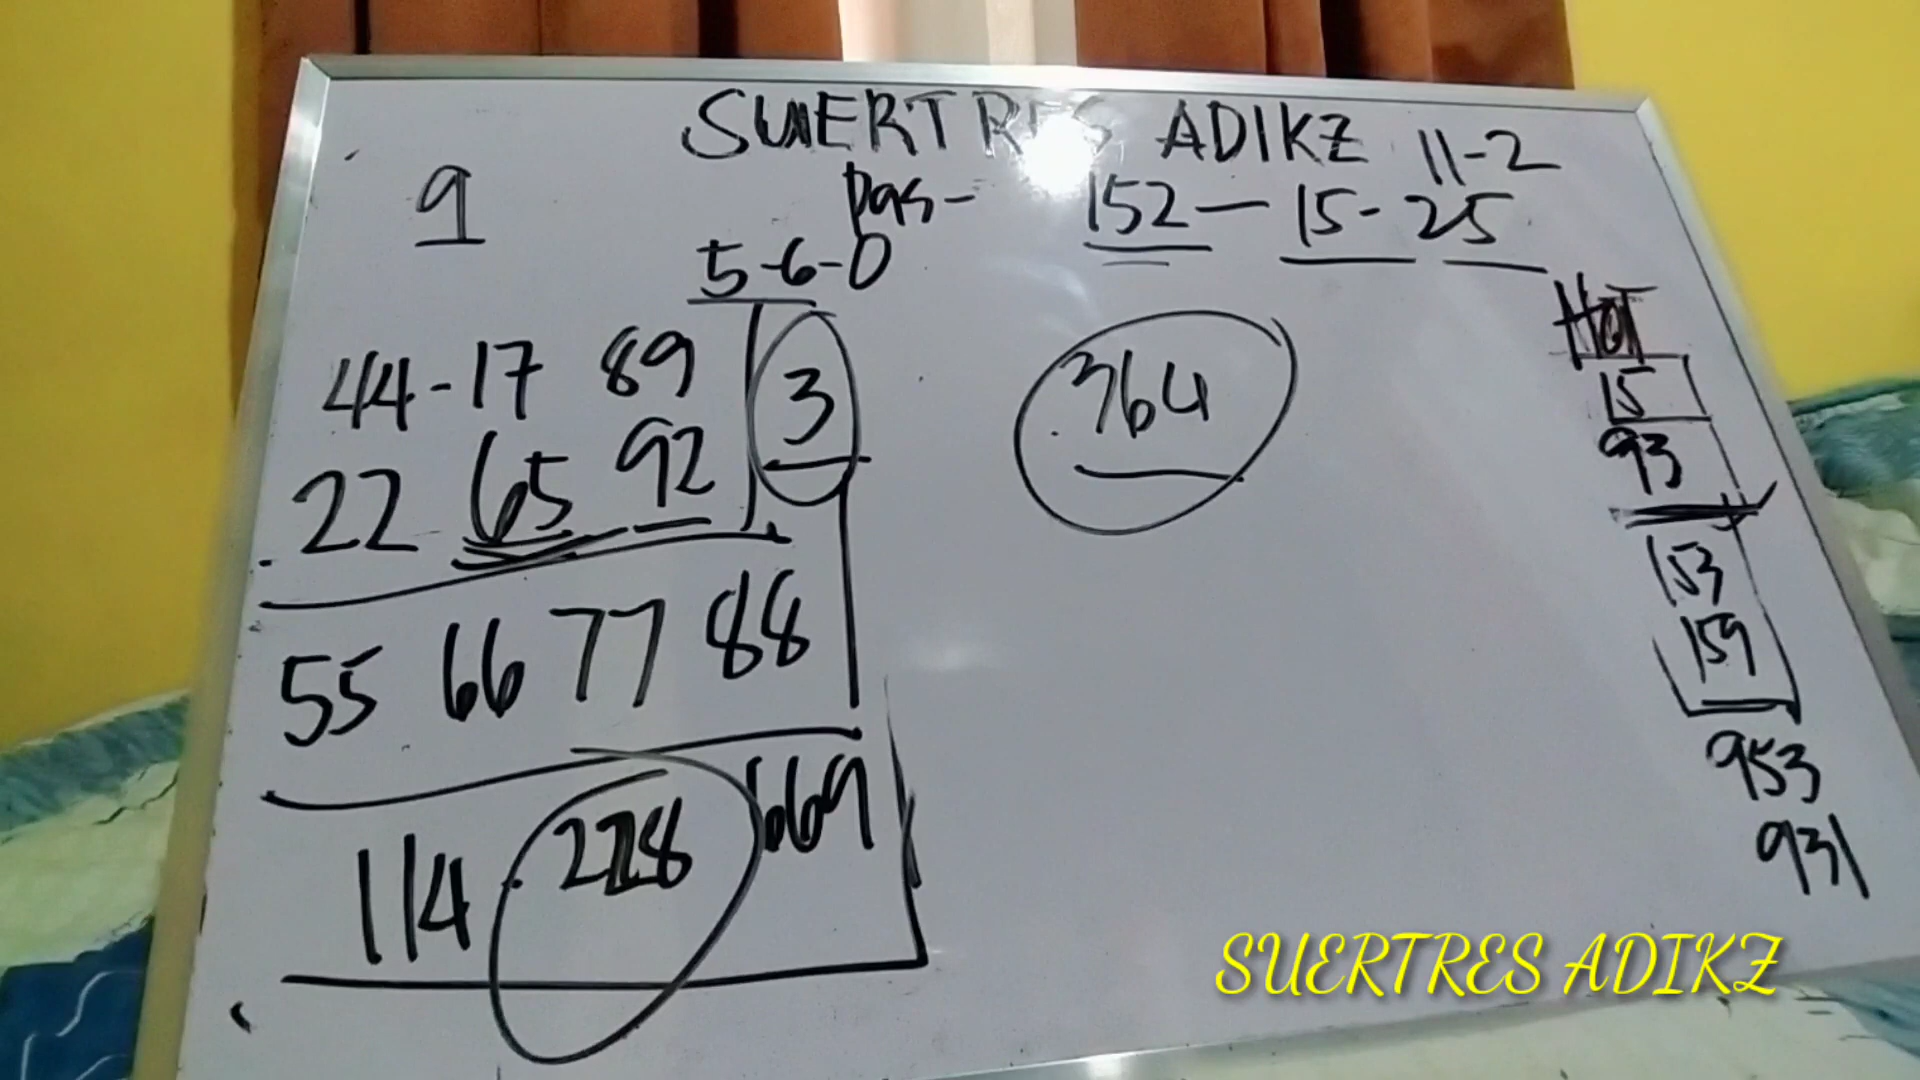 SUERTRES ADIKZ 11-2
9
Pas- 152 - 15 - 25
5-6-0
44-17 89 3
22 65 92
364
55 66 77 88
114 228 669
HOT
15
93
153
159
953
931
SUERTRES ADIKZ